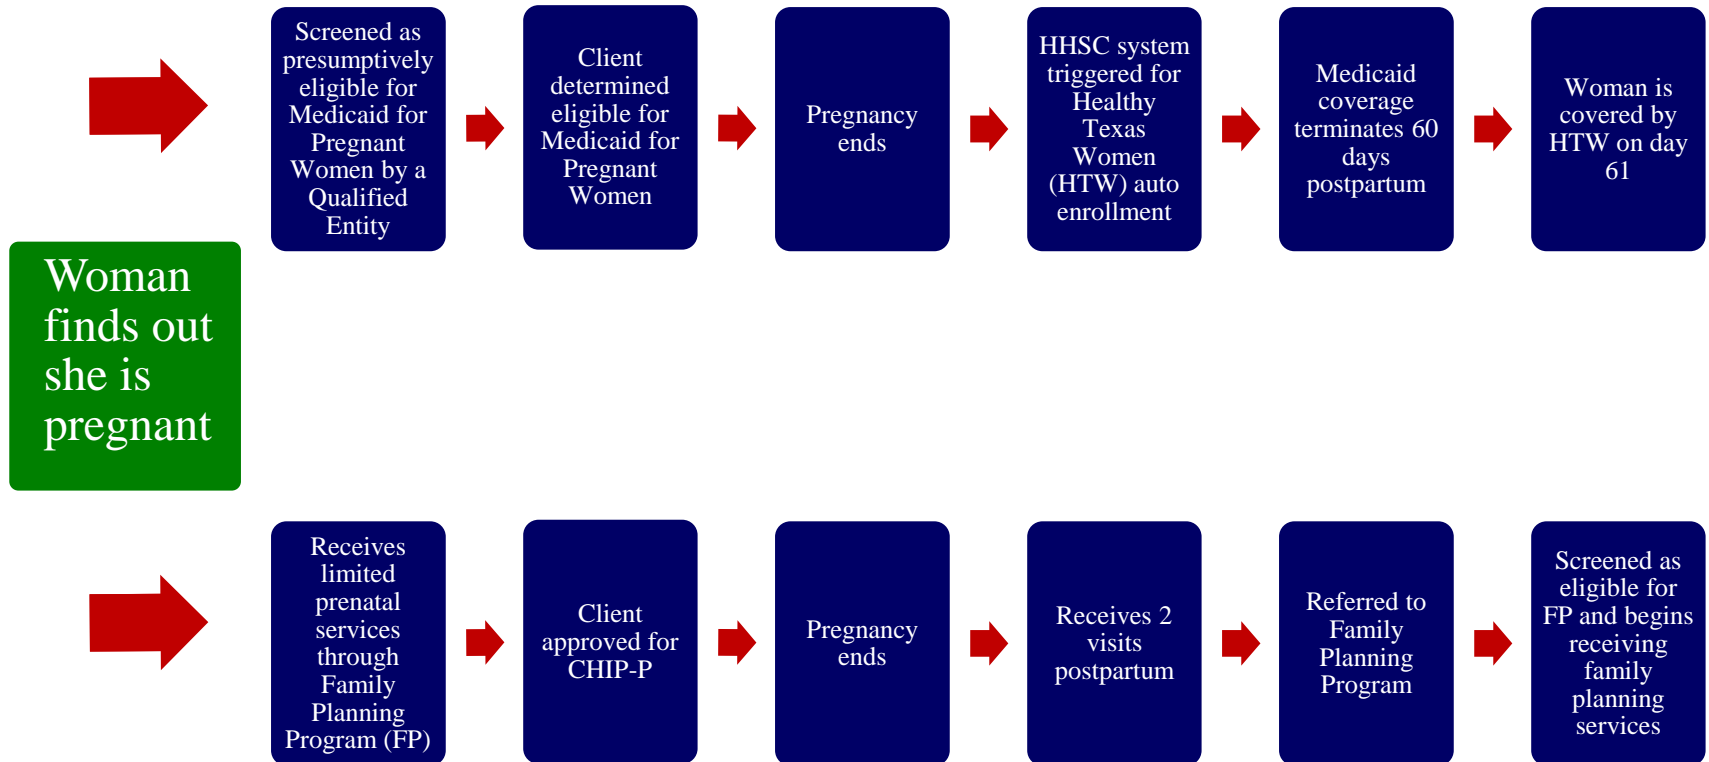 Woman
finds out
she is
pregnant
Screened as
presumptively
eligible for
Medicaid for
Pregnant
Women by a
Qualified
Entity
Client
determined
eligible for
Medicaid for
Pregnant
Women
Pregnancy
ends
HHSC system
triggered for
Healthy
Texas
Women
(HTW) auto
enrollment
Medicaid
coverage
terminates 60
days
postpartum
Woman is
covered by
HTW on day
61
Receives
limited
prenatal
services
through
Family
Planning
Program (FP)
Client
approved for
CHIP-P
Pregnancy
ends
Receives 2
visits
postpartum
Referred to
Family
Planning
Program
Screened as
eligible for
FP and begins
receiving
family
planning
services